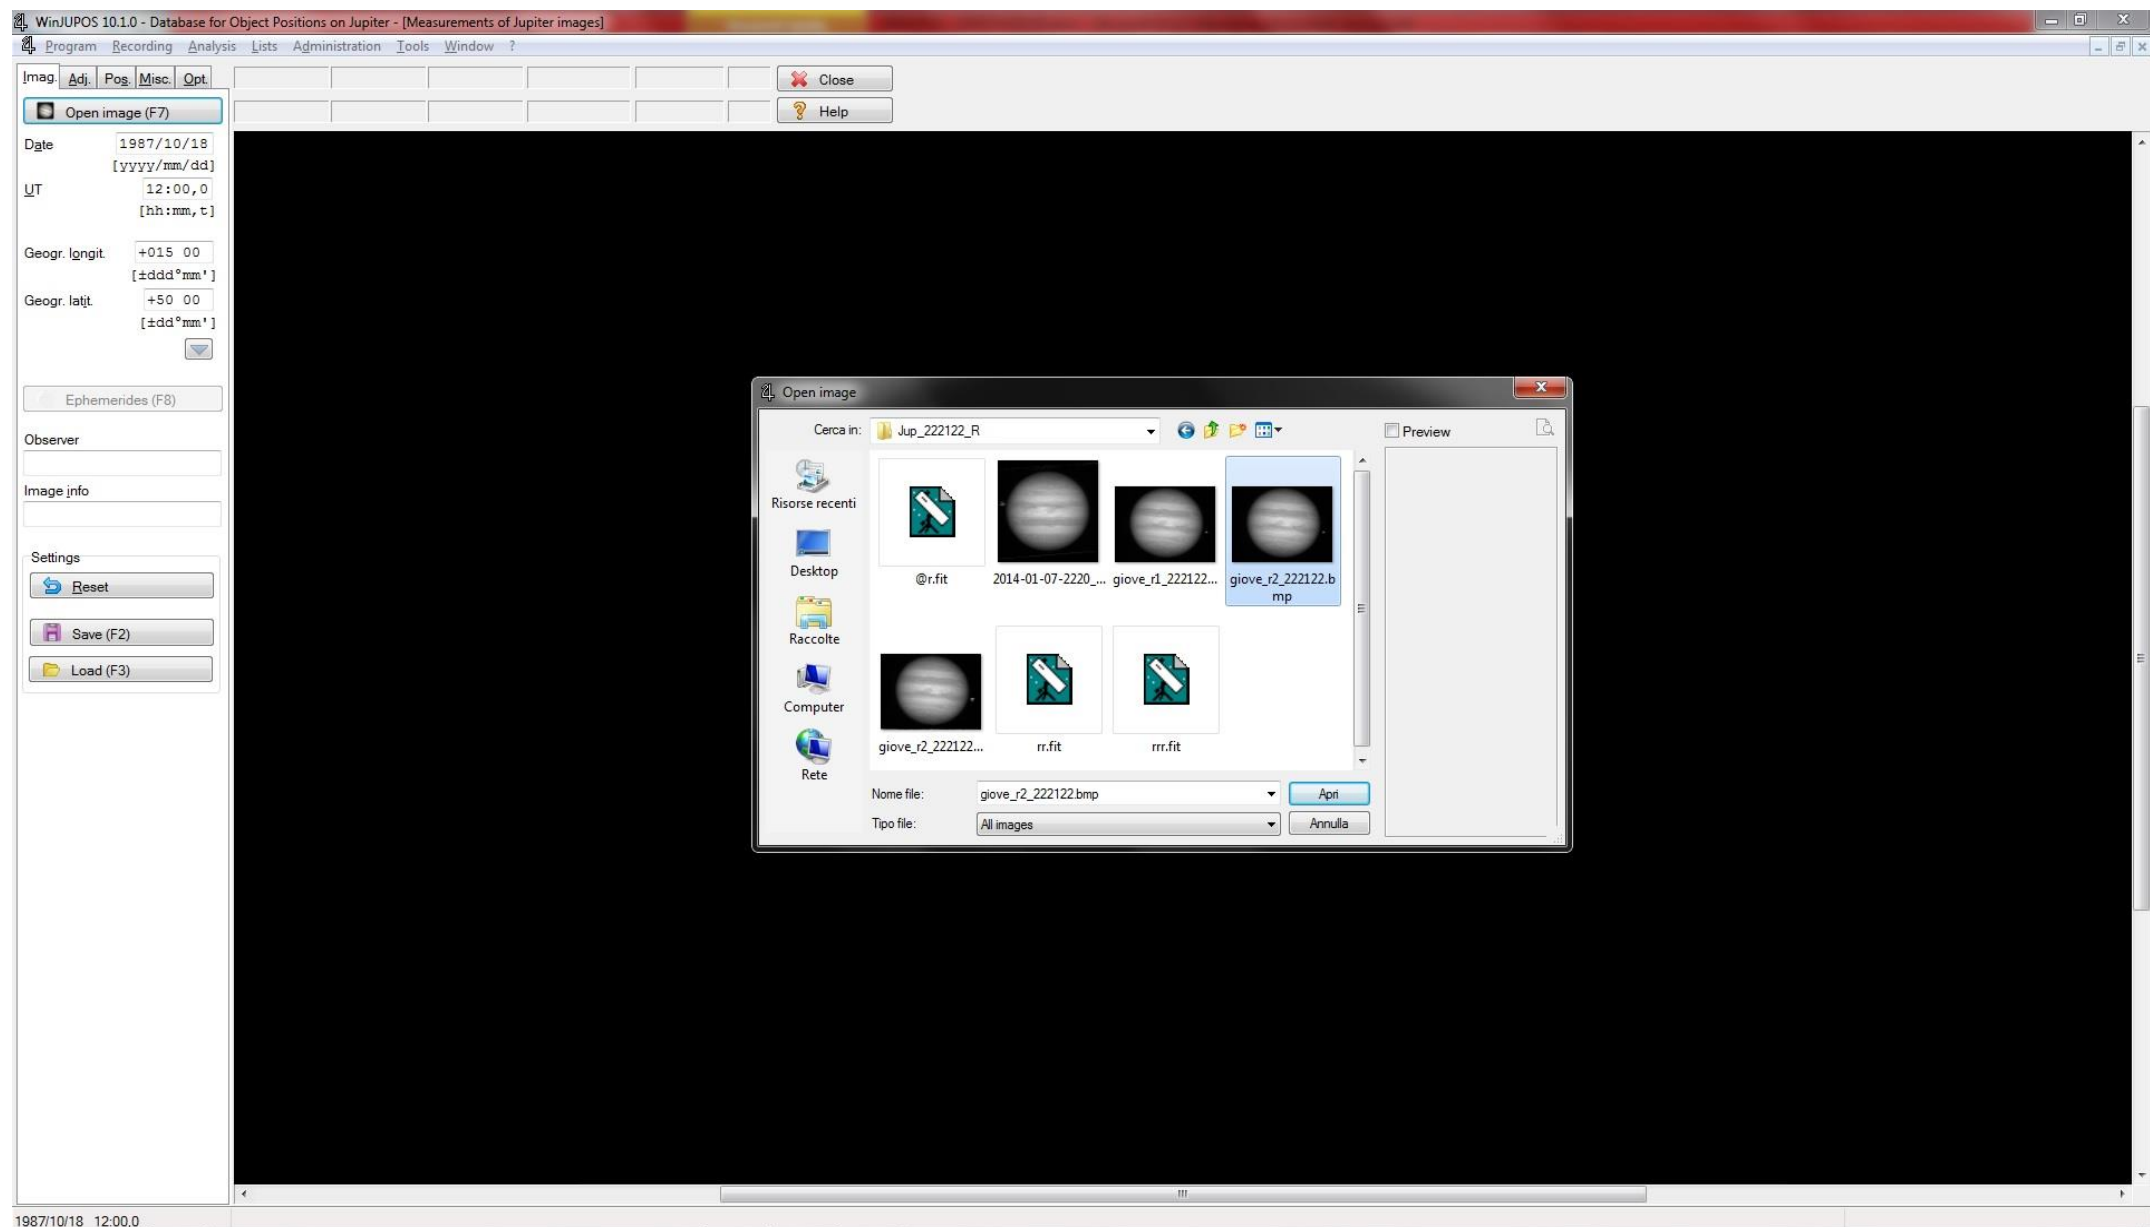 WinJUPOS 10.1.0 - Database for Object Positions on Jupiter - [Measurements of Jupiter images]
Program Recording Analysis Lists Administration Tools Window ?
Imag. Adj. Pos. Misc. Opt.
Close
Open image (F7)
Help
Date 1987/10/18
[yyyy/mm/dd]
UT 12:00,0
[hh:mm,t]
Geogr. longit. +015 00
[±ddd°mm']
Geogr. latit. +50 00
[±dd°mm']
Ephemerides (F8)
Observer
Image info
Settings
Reset
Save (F2)
Load (F3)
Open image
Cerca in: Jup_222122_R
Preview
Risorse recenti
Desktop
Raccolte
Computer
Rete
@r.fit
2014-01-07-2220_...
giove_r1_222122...
giove_r2_222122.b
mp
giove_r2_222122...
rr.fit
rrr.fit
Nome file: giove_r2_222122.bmp Apri
Tipo file: All images Annulla
1987/10/18 12:00,0